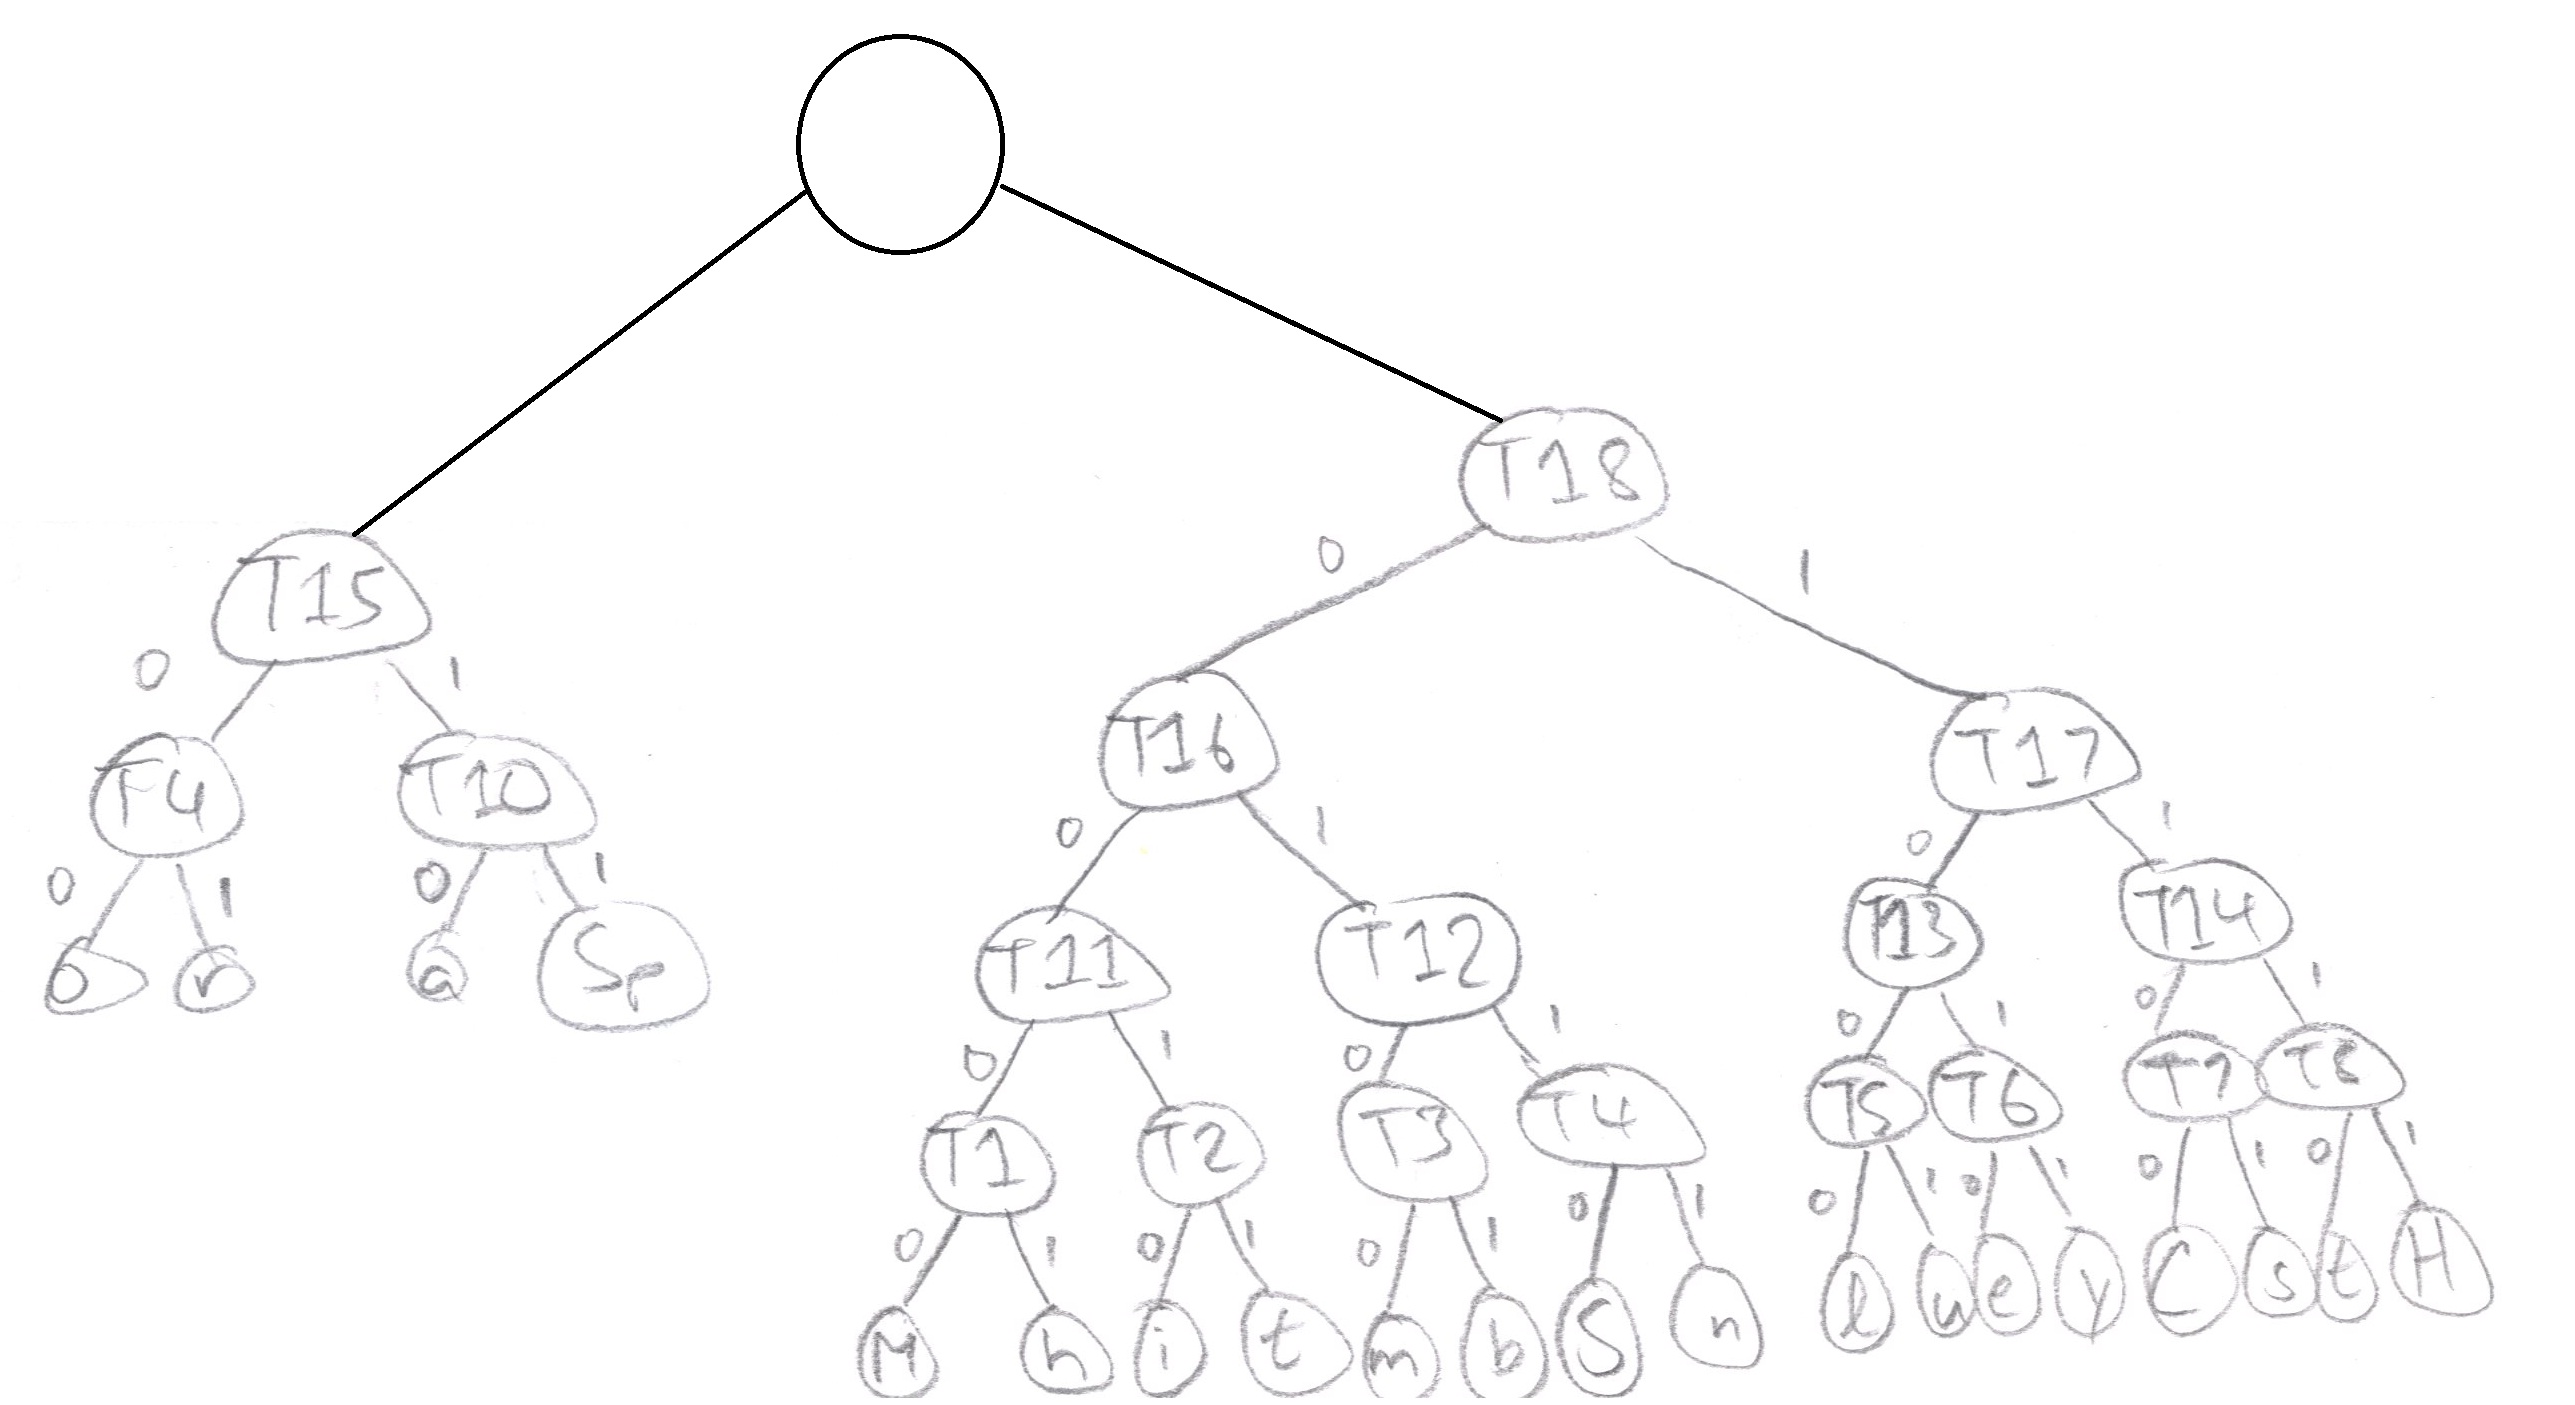 T18
0 1
T15
0 1
T16 T17
T4 T10
0 1 0 1
0 1 0 1
T11 T12 T13 T14
o r a Sp
0 1 0 1 0 1 0 1
T1 T2 T3 T4 T5 T6 T7 T8
0 1 0 1 0 1 0 1 0 1 0 1 0 1 0 1
M h i t m b S n l u e y C s t H